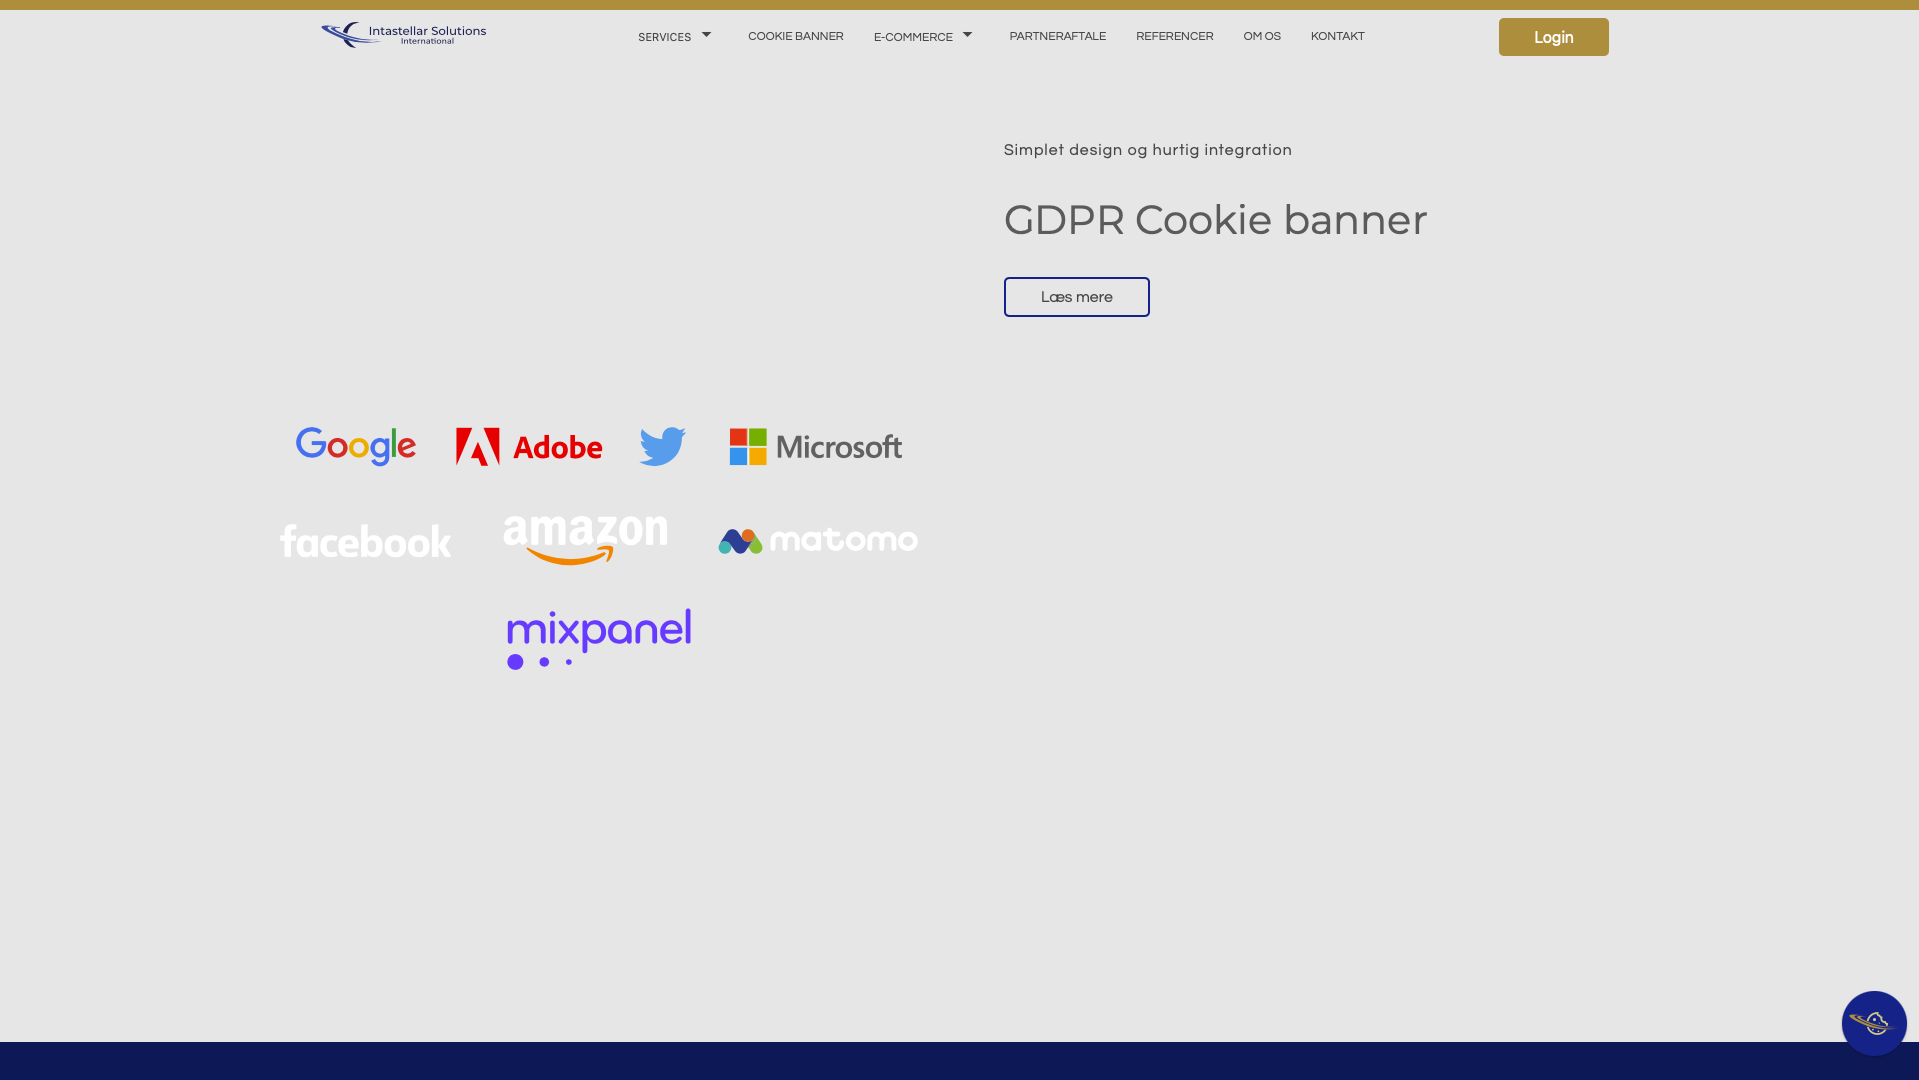 Intastellar Solutions
International
SERVICES
COOKIE BANNER
E-COMMERCE
PARTNERAFTALE
REFERENCER
OM OS
KONTAKT
Login
Simplet design og hurtig integration
GDPR Cookie banner
Læs mere
Google
Adobe
Microsoft
facebook
amazon
matomo
mixpanel